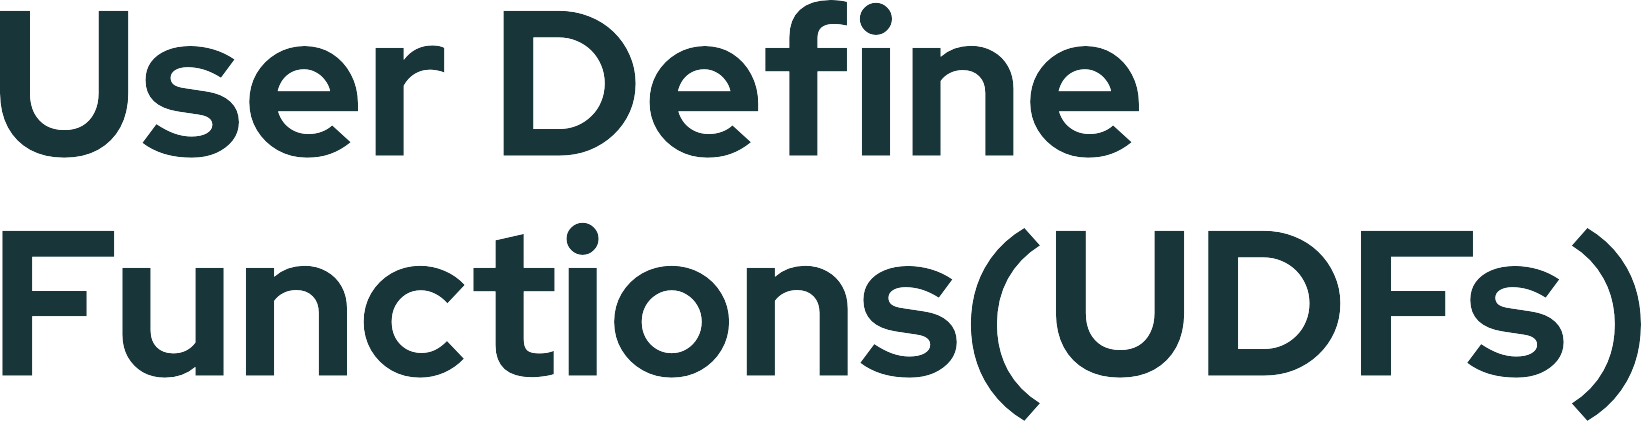 User Define
Functions(UDFs)